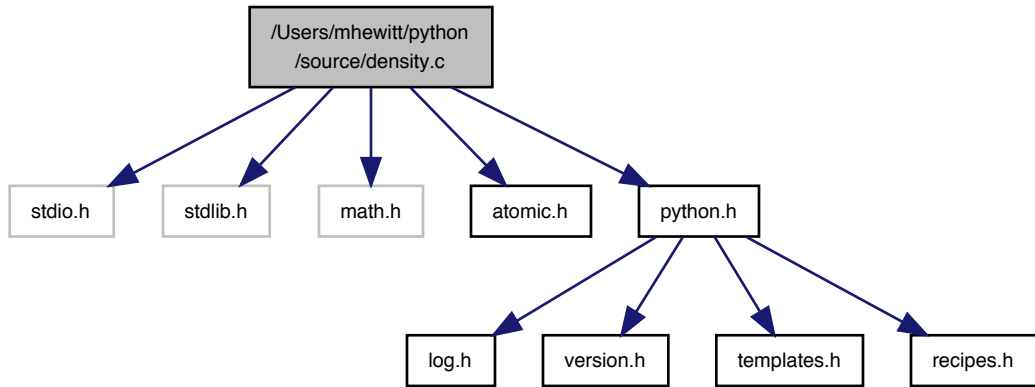 /Users/mhewitt/python
/source/density.c
stdio.h
stdlib.h
math.h
atomic.h
python.h
log.h
version.h
templates.h
recipes.h